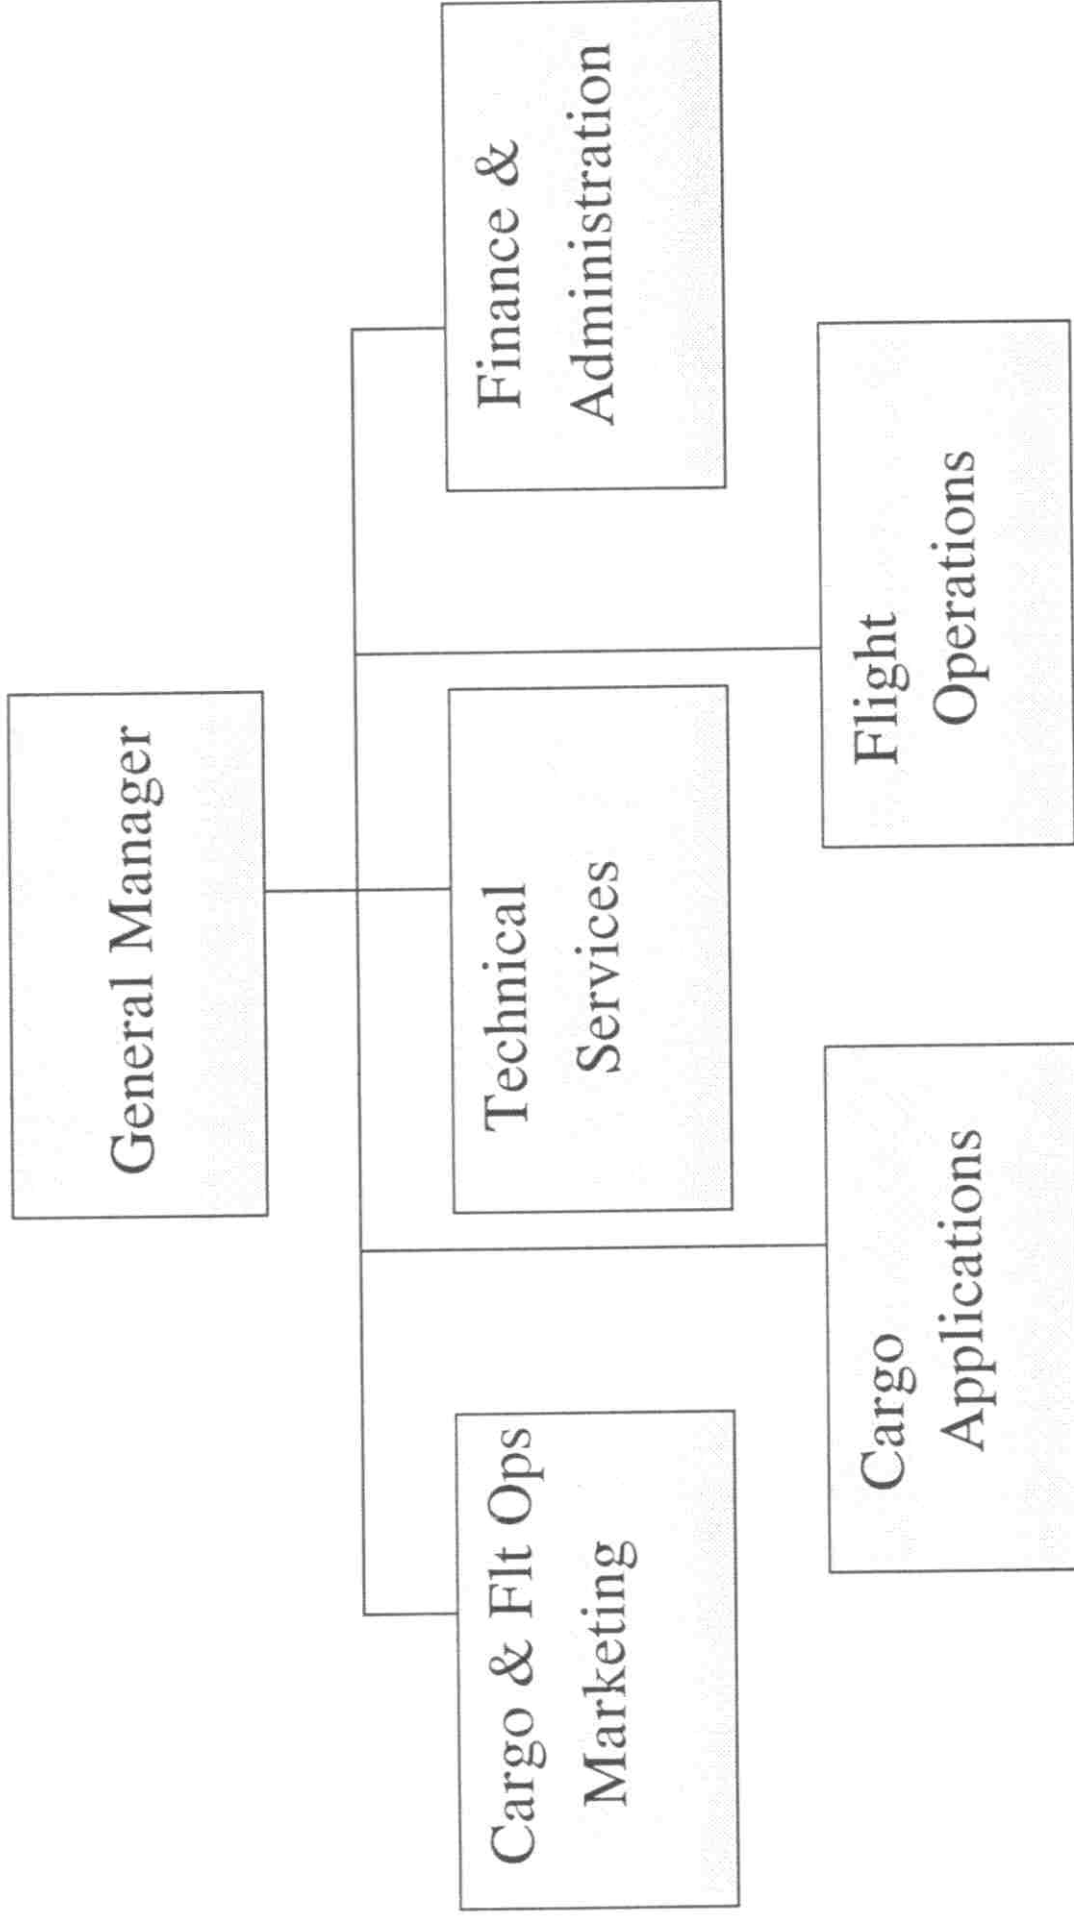 General Manager
Cargo & Flt Ops
Marketing
Technical
Services
Finance &
Administration
Cargo
Applications
Flight
Operations